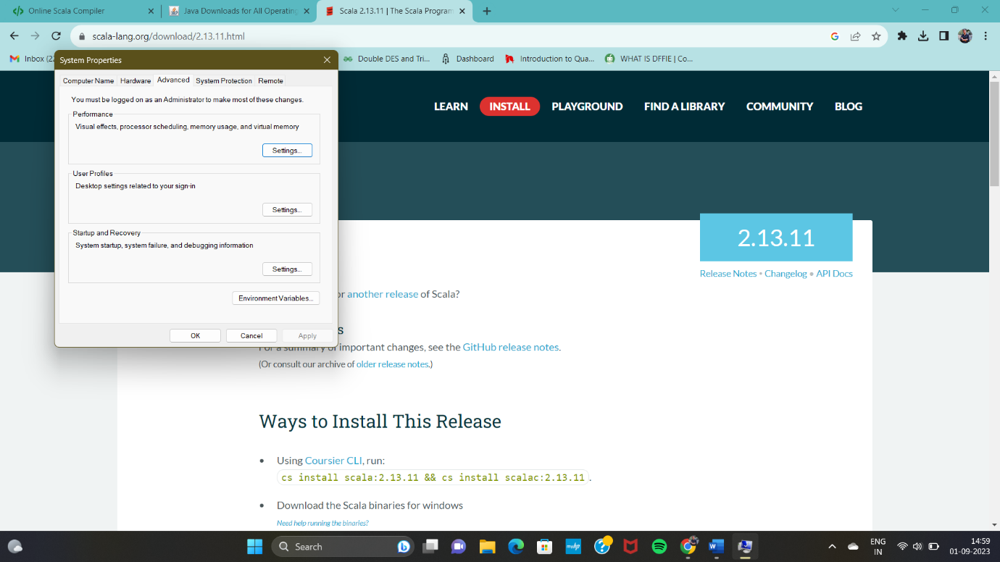 Online Scala Compiler
Java Downloads for All Operating
Scala 2.13.11 | The Scala Program
scala-lang.org/download/2.13.11.html
Inbox (2
Double DES and Tri...
Dashboard
Introduction to Qua...
WHAT IS DFFIE | Co...
System Properties
Computer Name Hardware Advanced System Protection Remote
You must be logged on as an Administrator to make most of these changes.
Performance
Visual effects, processor scheduling, memory usage, and virtual memory
Settings...
User Profiles
Desktop settings related to your sign-in
Settings...
Startup and Recovery
System startup, system failure, and debugging information
Settings...
Environment Variables...
OK Cancel Apply
LEARN INSTALL PLAYGROUND FIND A LIBRARY COMMUNITY BLOG
2.13.11
Release Notes • Changelog • API Docs
or another release of Scala?
s
For a summary of important changes, see the GitHub release notes.
(Or consult our archive of older release notes.)
Ways to Install This Release
• Using Coursier CLI, run:
cs install scala:2.13.11 && cs install scalac:2.13.11.
• Download the Scala binaries for windows
Need help running the binaries?
Search
myhp
ENG
IN
14:59
01-09-2023